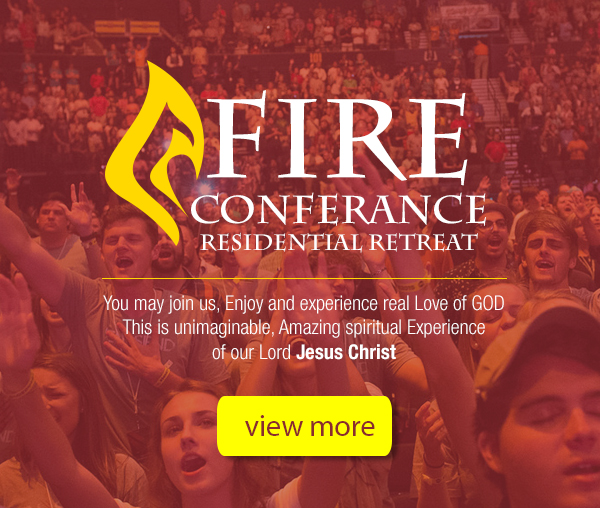 FIRE
CONFERANCE
RESIDENTIAL RETREAT
You may join us, Enjoy and experience real Love of GOD
This is unimaginable, Amazing spiritual Experience
of our Lord Jesus Christ
view more